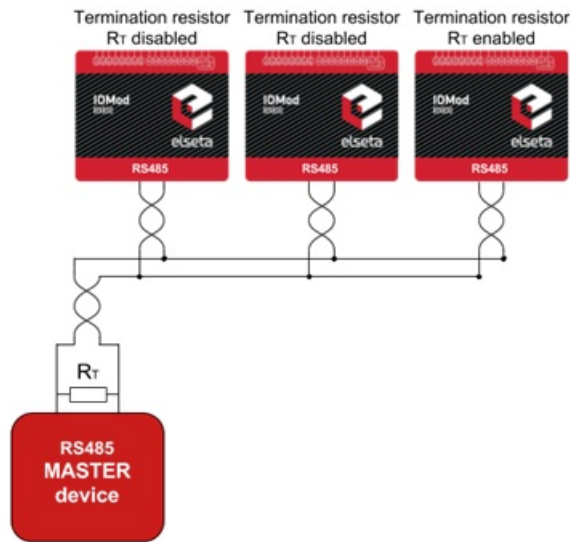 Termination resistor
RT disabled
Termination resistor
RT disabled
Termination resistor
RT enabled
IOMod
elseta
RS485
IOMod
elseta
RS485
IOMod
elseta
RS485
RT
RS485
MASTER
device